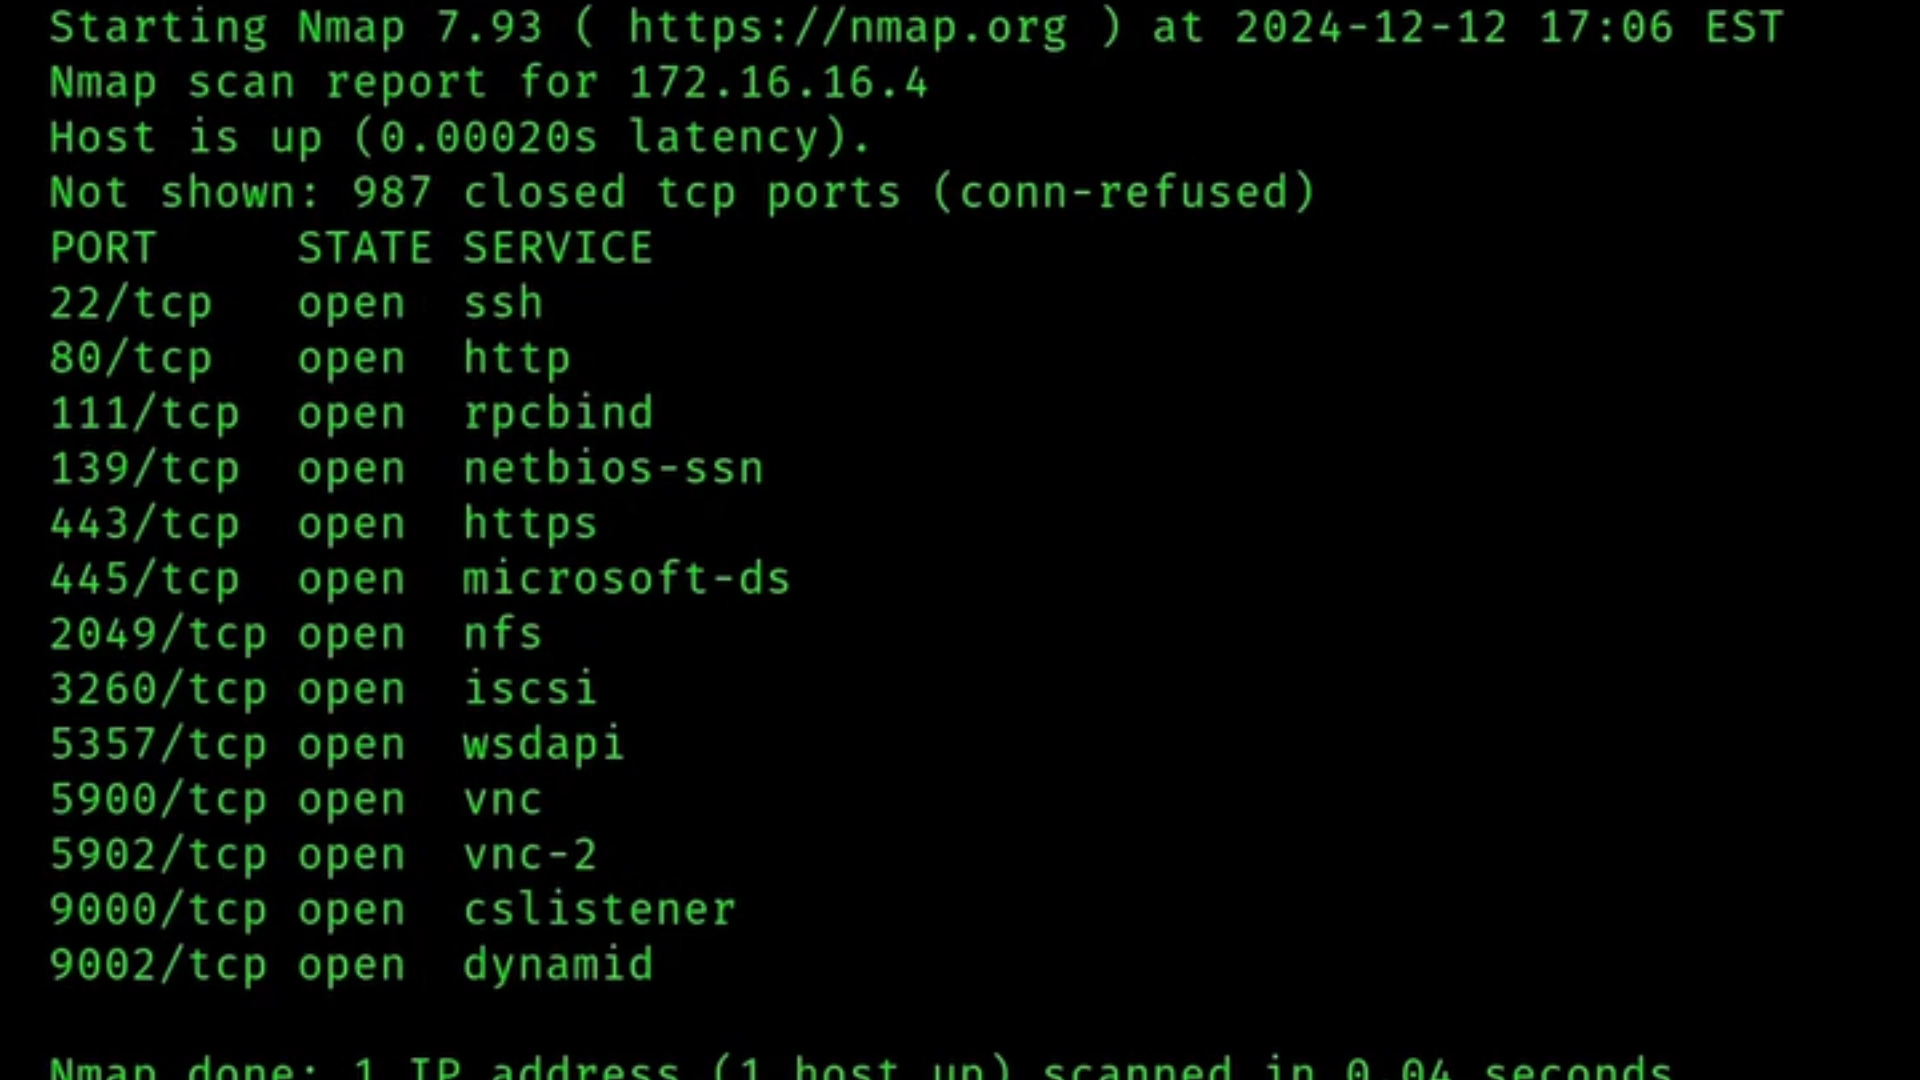 Starting Nmap 7.93 ( https://nmap.org ) at 2024-12-12 17:06 EST
Nmap scan report for 172.16.16.4
Host is up (0.00020s latency).
Not shown: 987 closed tcp ports (conn-refused)
PORT     STATE SERVICE
22/tcp   open  ssh
80/tcp   open  http
111/tcp  open  rpcbind
139/tcp  open  netbios-ssn
443/tcp  open  https
445/tcp  open  microsoft-ds
2049/tcp open  nfs
3260/tcp open  iscsi
5357/tcp open  wsdapi
5900/tcp open  vnc
5902/tcp open  vnc-2
9000/tcp open  cslistener
9002/tcp open  dynamid
Nmap done: 1 IP address (1 host up) scanned in 0.04 seconds